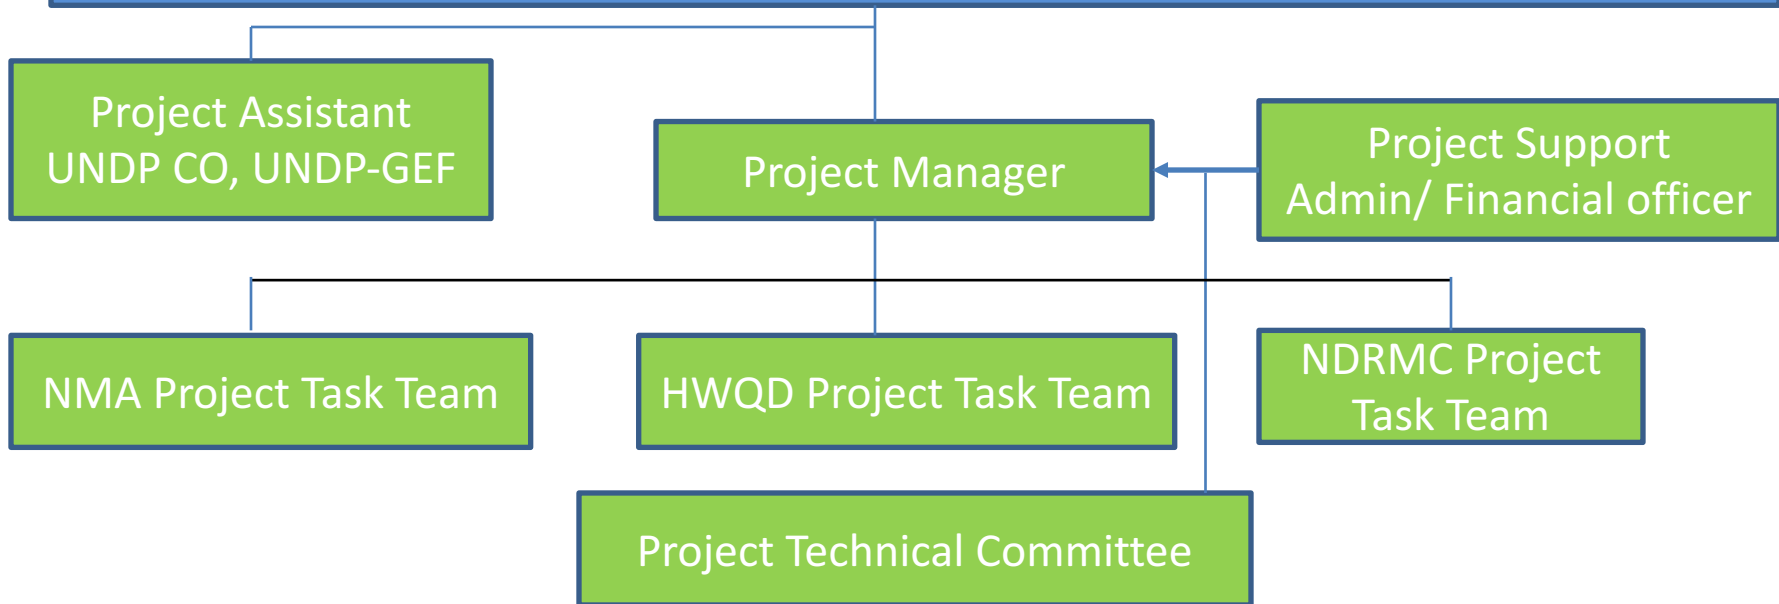 Project Assistant
UNDP CO, UNDP-GEF
Project Manager
Project Support
Admin/ Financial officer
NMA Project Task Team
HWQD Project Task Team
NDRMC Project
Task Team
Project Technical Committee